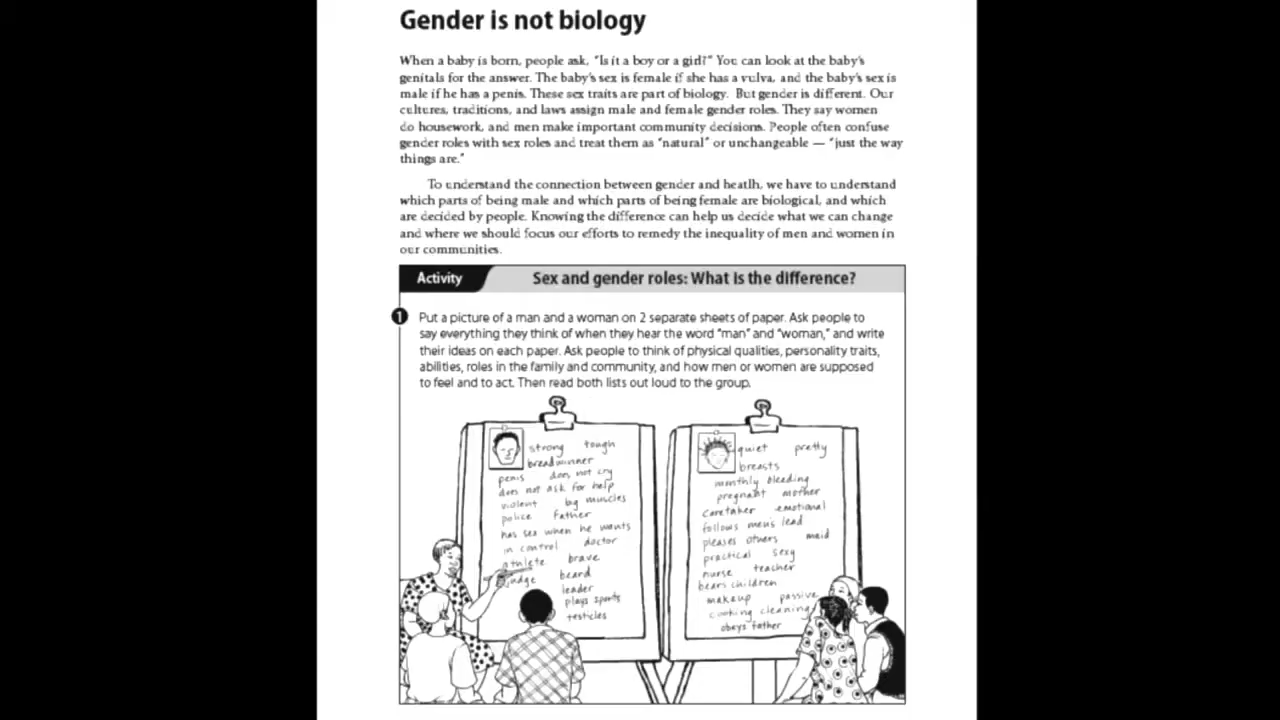 Gender is not biology
When a baby is born, people ask, “Is it a boy or a girl?” You can look at the baby’s
genitals for the answer. The baby’s sex is female if she has a vulva, and the baby’s sex is
male if he has a penis. These sex traits are part of biology. But gender is different. Our
cultures, traditions, and laws assign male and female gender roles. They say women
do housework, and men make important community decisions. People often confuse
gender roles with sex roles and treat them as “natural” or unchangeable — “just the way
things are.”
To understand the connection between gender and heatlh, we have to understand
which parts of being male and which parts of being female are biological, and which
are decided by people. Knowing the difference can help us decide what we can change
and where we should focus our efforts to remedy the inequality of men and women in
our communities.
Activity Sex and gender roles: What is the difference?
1 Put a picture of a man and a woman on 2 separate sheets of paper. Ask people to
say everything they think of when they hear the word “man” and “woman,” and write
their ideas on each paper. Ask people to think of physical qualities, personality traits,
abilities, roles in the family and community, and how men or women are supposed
to feel and to act. Then read both lists out loud to the group.
strong tough
breadwinner
penis does not cry
does not ask for help
violent big muscles
police father
has sex when he wants
in control doctor
athlete brave
judge beard
leader
plays sports
testicles
quiet pretty
breasts
monthly bleeding
pregnant mother
caretaker emotional
follows men's lead
pleases others maid
practical sexy
nurse teacher
bears children
makeup passive
cooking cleaning
obeys father